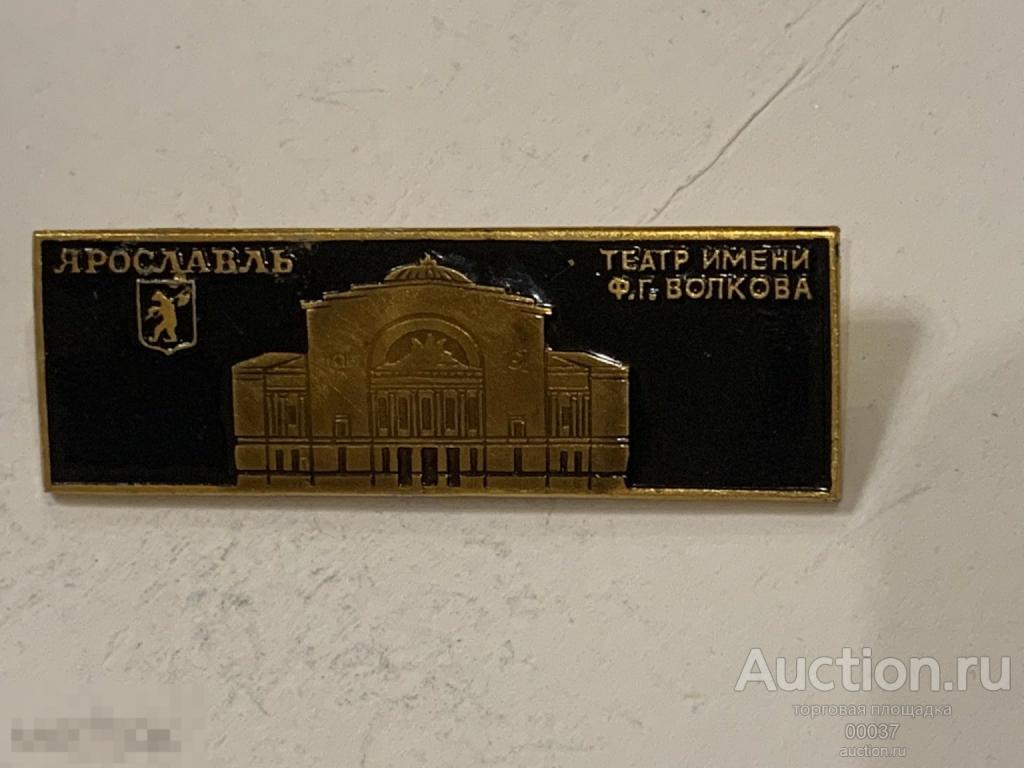 ЯРОСЛАВЛЬ
ТЕАТР ИМЕНИ
Ф.Г. ВОЛКОВА
Auction.ru
торговая площадка
00037
auction.ru